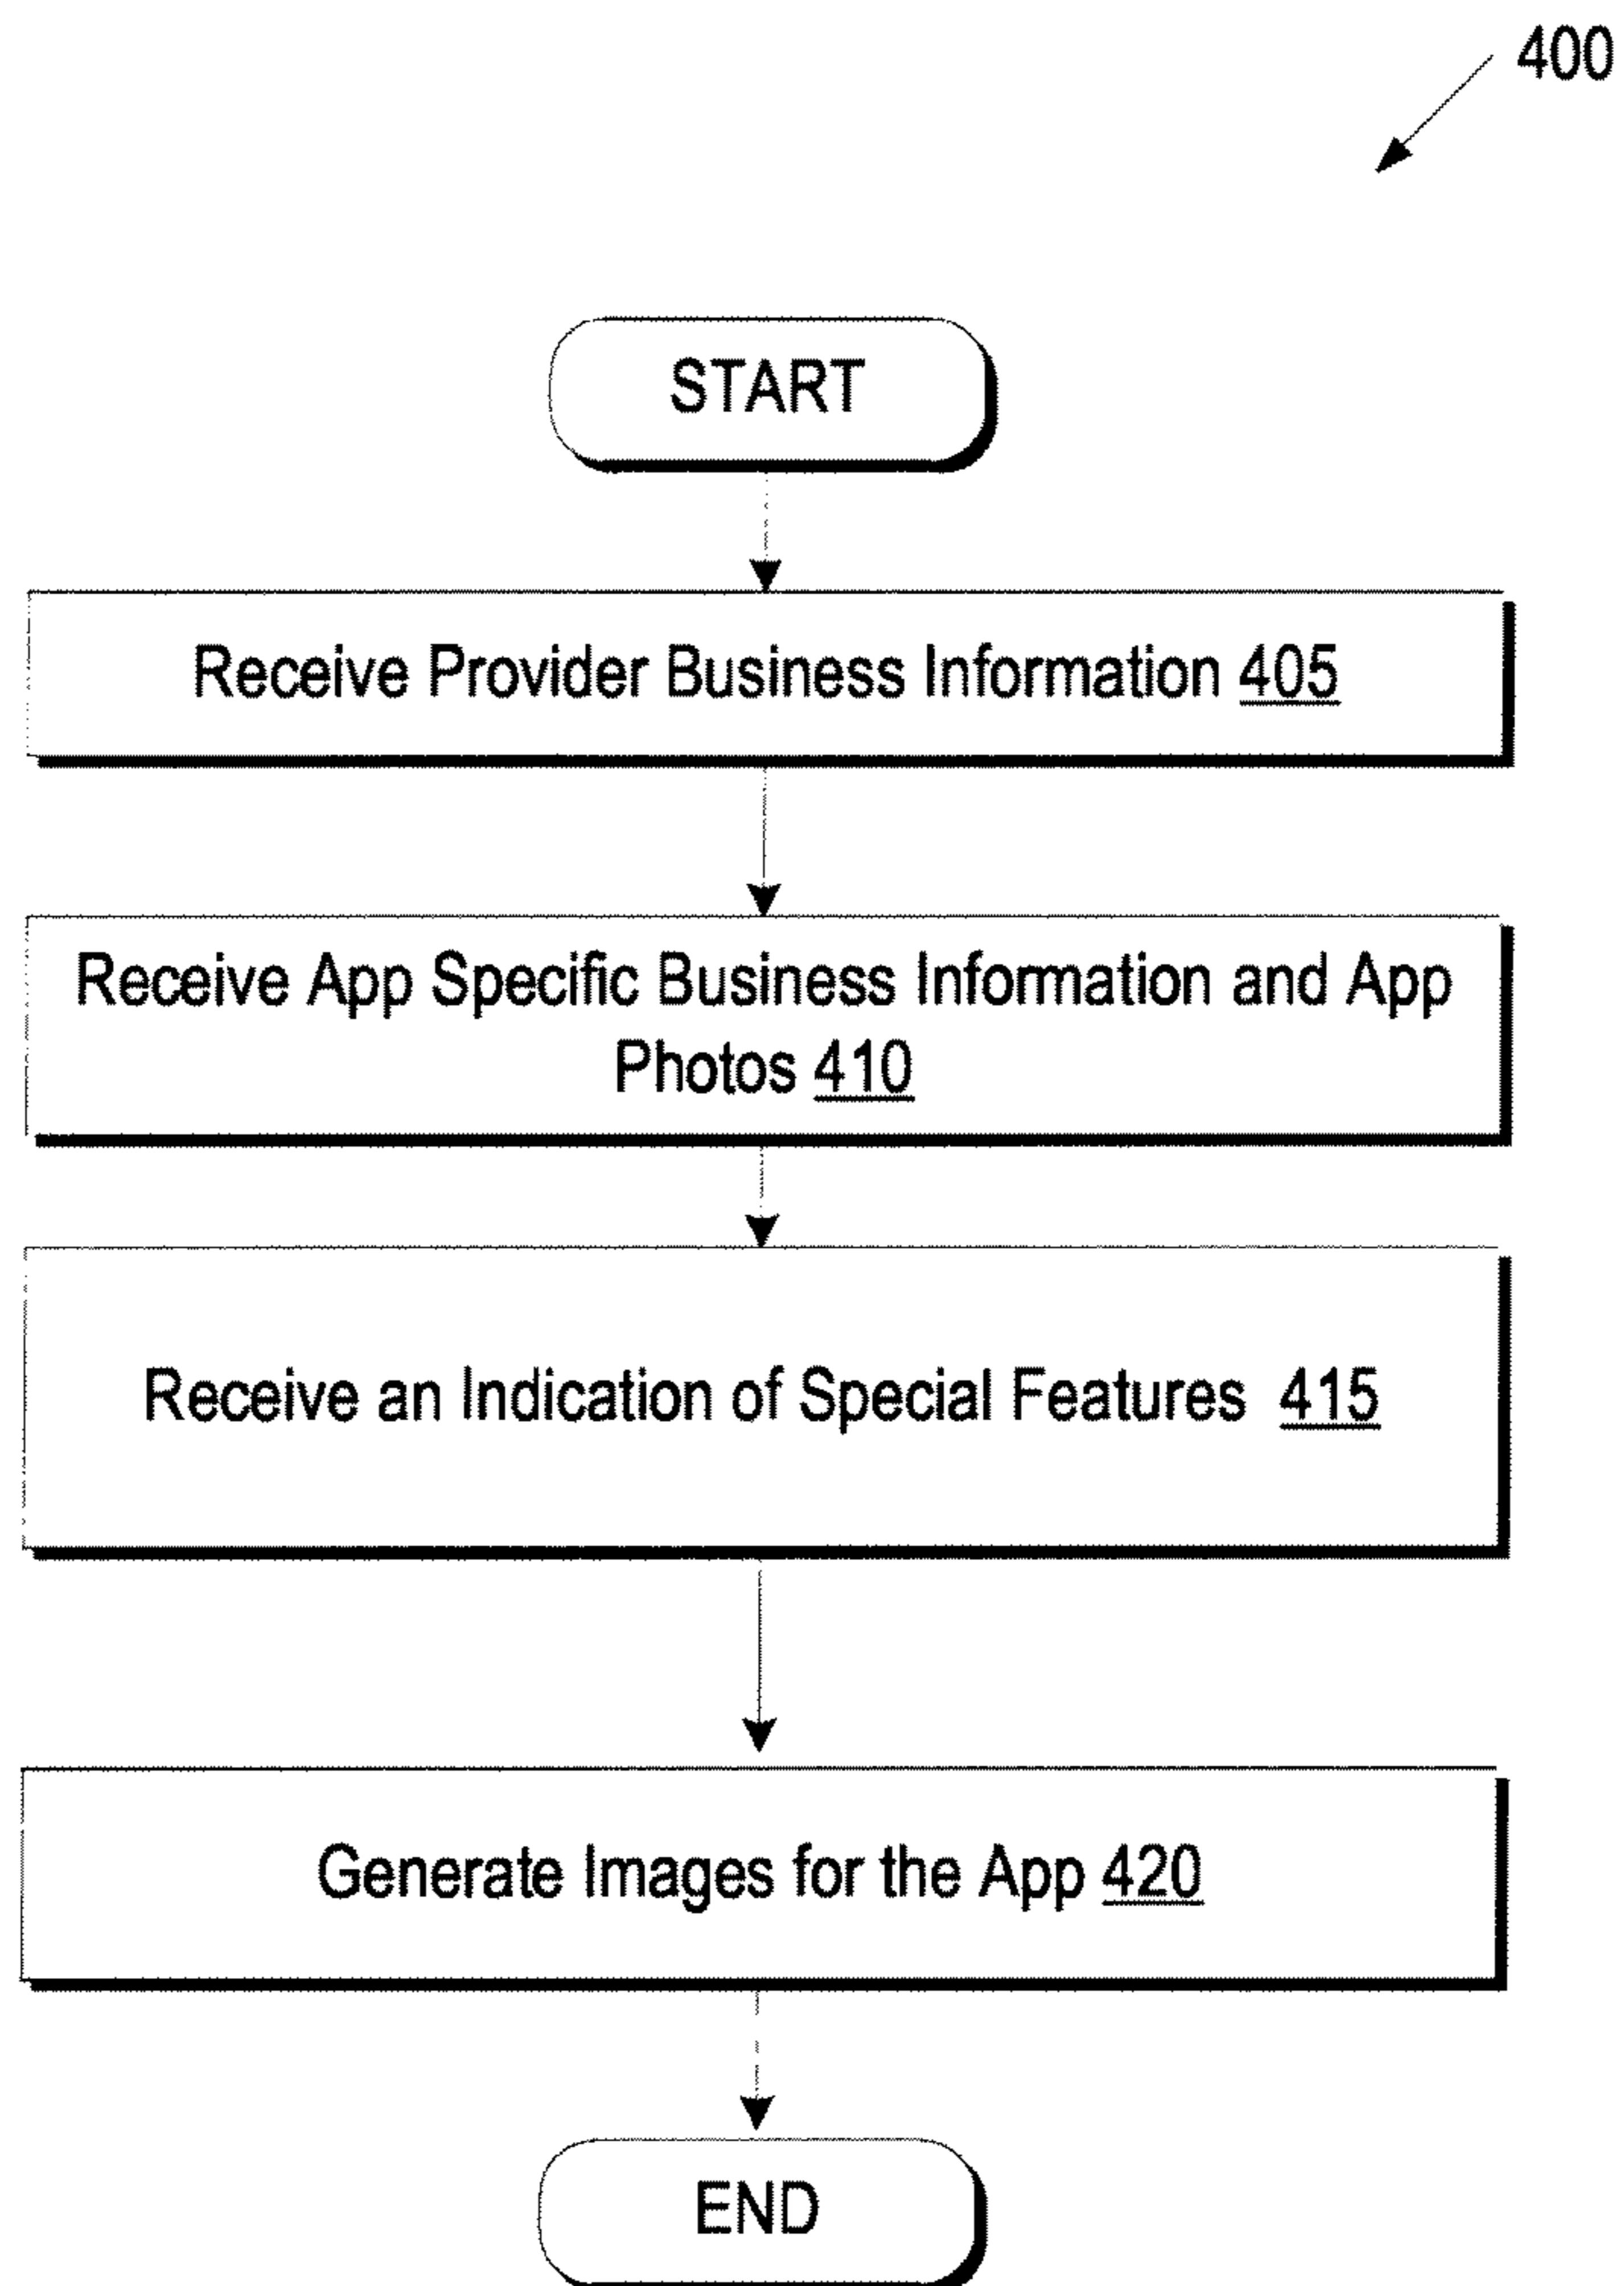 400
START
Receive Provider Business Information 405
Receive App Specific Business Information and App
Photos 410
Receive an Indication of Special Features 415
Generate Images for the App 420
END